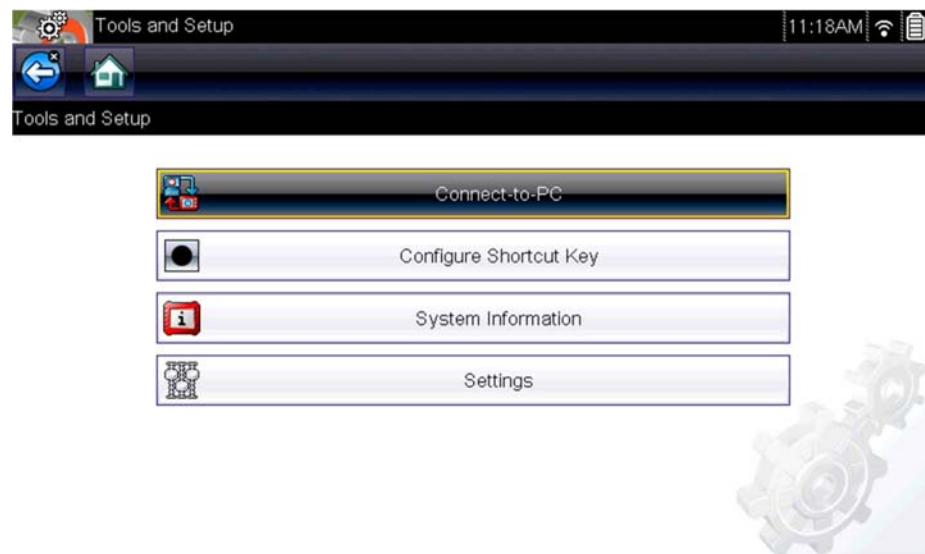 Tools and Setup 11:18AM
Tools and Setup
Connect-to-PC
Configure Shortcut Key
System Information
Settings